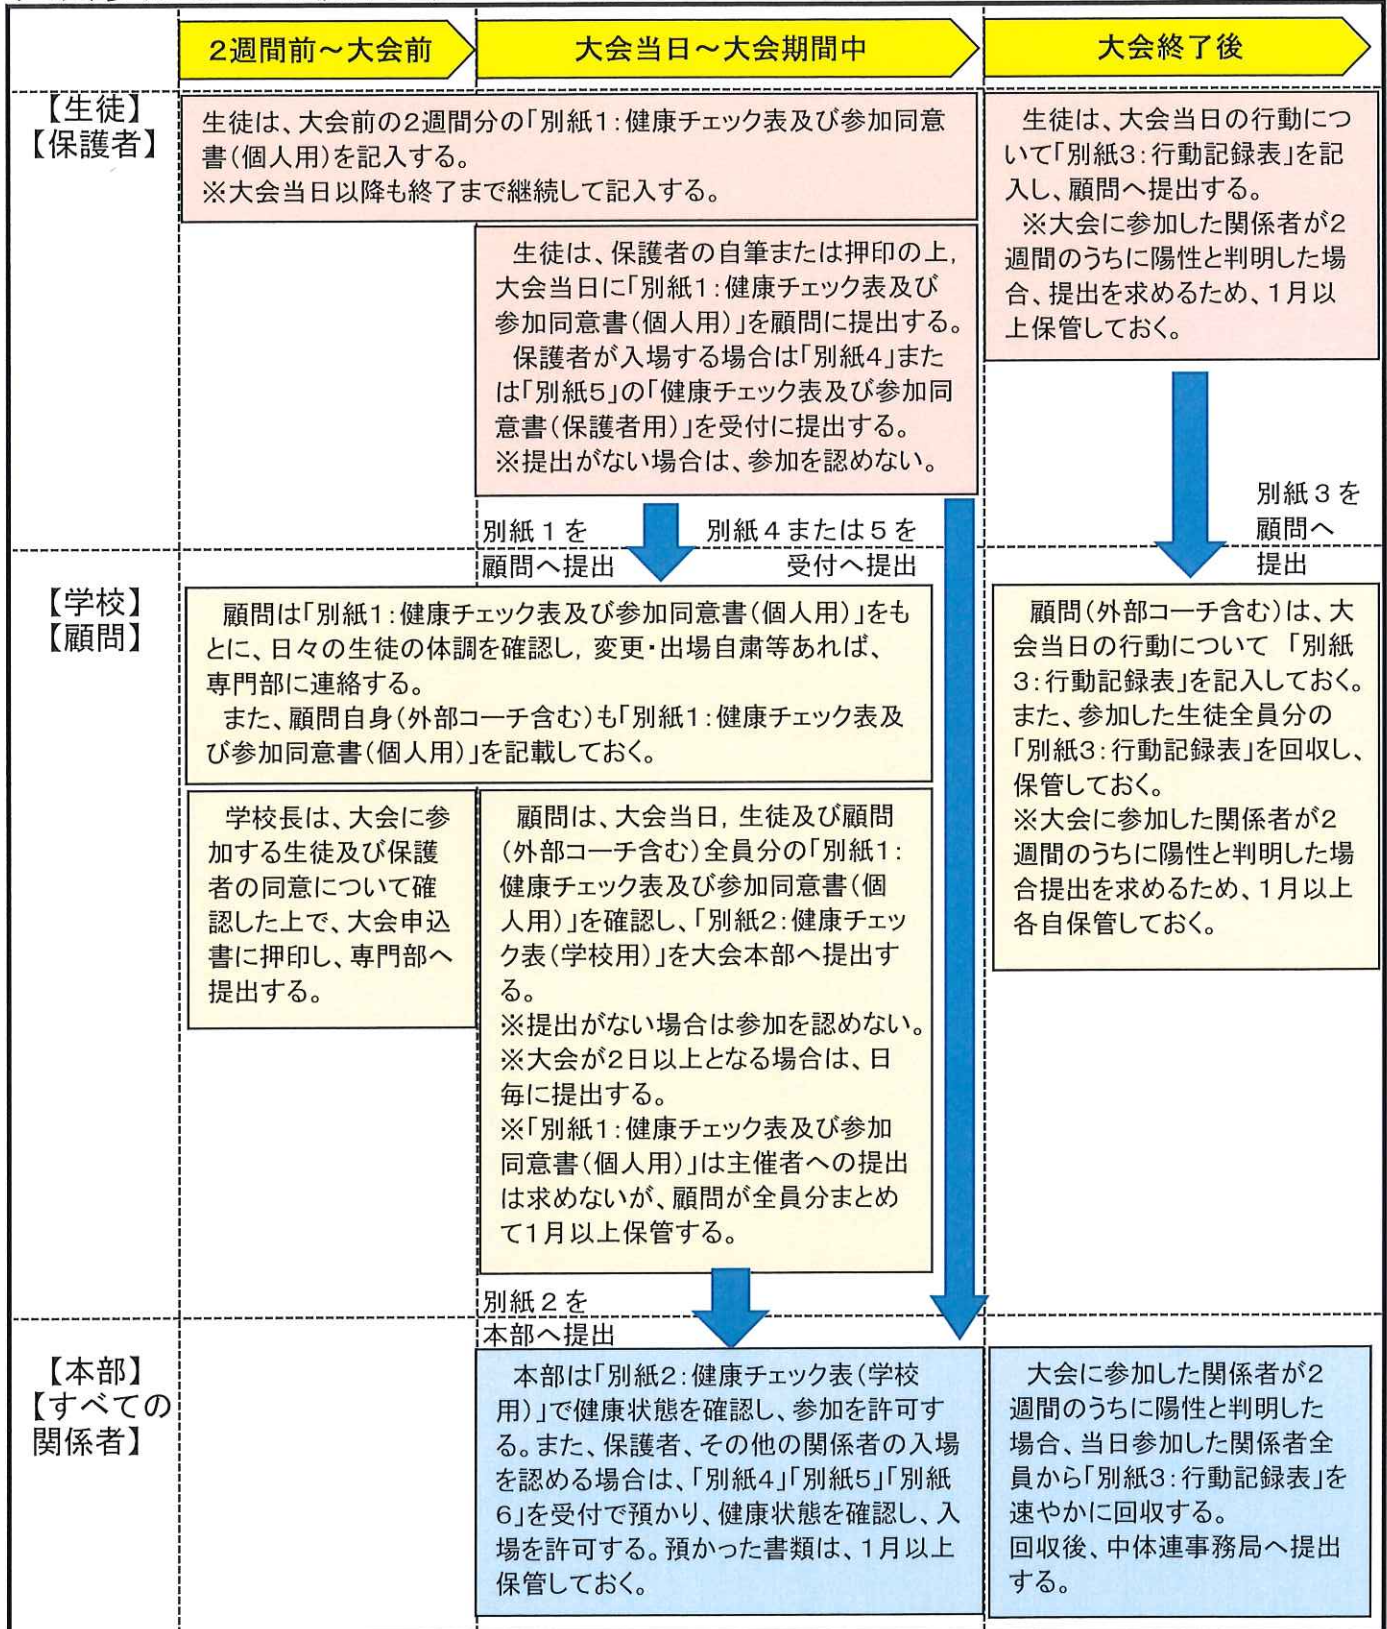 2週間前～大会前
大会当日～大会期間中
大会終了後
【生徒】
【保護者】
生徒は、大会前の2週間分の「別紙1：健康チェック表及び参加同意
書（個人用）を記入する。
※大会当日以降も終了まで継続して記入する。
生徒は、保護者の自筆または押印の上，
大会当日に「別紙1：健康チェック表及び
参加同意書（個人用）」を顧問に提出する。
保護者が入場する場合は「別紙4」また
は「別紙5」の「健康チェック表及び参加同
意書（保護者用）」を受付に提出する。
※提出がない場合は、参加を認めない。
生徒は、大会当日の行動につ
いて「別紙3：行動記録表」を記
入し、顧問へ提出する。
※大会に参加した関係者が2
週間のうちに陽性と判明した場
合、提出を求めるため、1月以
上保管しておく。
別紙１を
顧問へ提出
別紙４または５を
受付へ提出
別紙３を
顧問へ
提出
【学校】
【顧問】
顧問は「別紙1：健康チェック表及び参加同意書（個人用）」をも
とに、日々の生徒の体調を確認し，変更・出場自粛等あれば、
専門部に連絡する。
また、顧問自身（外部コーチ含む）も「別紙1：健康チェック表及
び参加同意書（個人用）」を記載しておく。
学校長は、大会に参
加する生徒及び保護
者の同意について確
認した上で、大会申込
書に押印し、専門部へ
提出する。
顧問は、大会当日，生徒及び顧問
（外部コーチ含む）全員分の「別紙1：
健康チェック表及び参加同意書（個
人用）」を確認し、「別紙2：健康チェッ
ク表（学校用）」を大会本部へ提出す
る。
※提出がない場合は参加を認めない。
※大会が2日以上となる場合は、日
毎に提出する。
※「別紙1：健康チェック表及び参加
同意書（個人用）」は主催者への提出
は求めないが、顧問が全員分まとめ
て1月以上保管する。
顧問（外部コーチ含む）は、大
会当日の行動について　「別紙
3：行動記録表」を記入しておく。
また、参加した生徒全員分の
「別紙3：行動記録表」を回収し、
保管しておく。
※大会に参加した関係者が2
週間のうちに陽性と判明した場
合提出を求めるため、1月以上
各自保管しておく。
別紙２を
本部へ提出
【本部】
【すべての
関係者】
本部は「別紙2：健康チェック表（学校
用）」で健康状態を確認し、参加を許可す
る。また、保護者、その他の関係者の入場
を認める場合は、「別紙4」「別紙5」「別紙
6」を受付で預かり、健康状態を確認し、入
場を許可する。預かった書類は、1月以上
保管しておく。
大会に参加した関係者が2
週間のうちに陽性と判明した
場合、当日参加した関係者全
員から「別紙3：行動記録表」を
速やかに回収する。
回収後、中体連事務局へ提出
する。